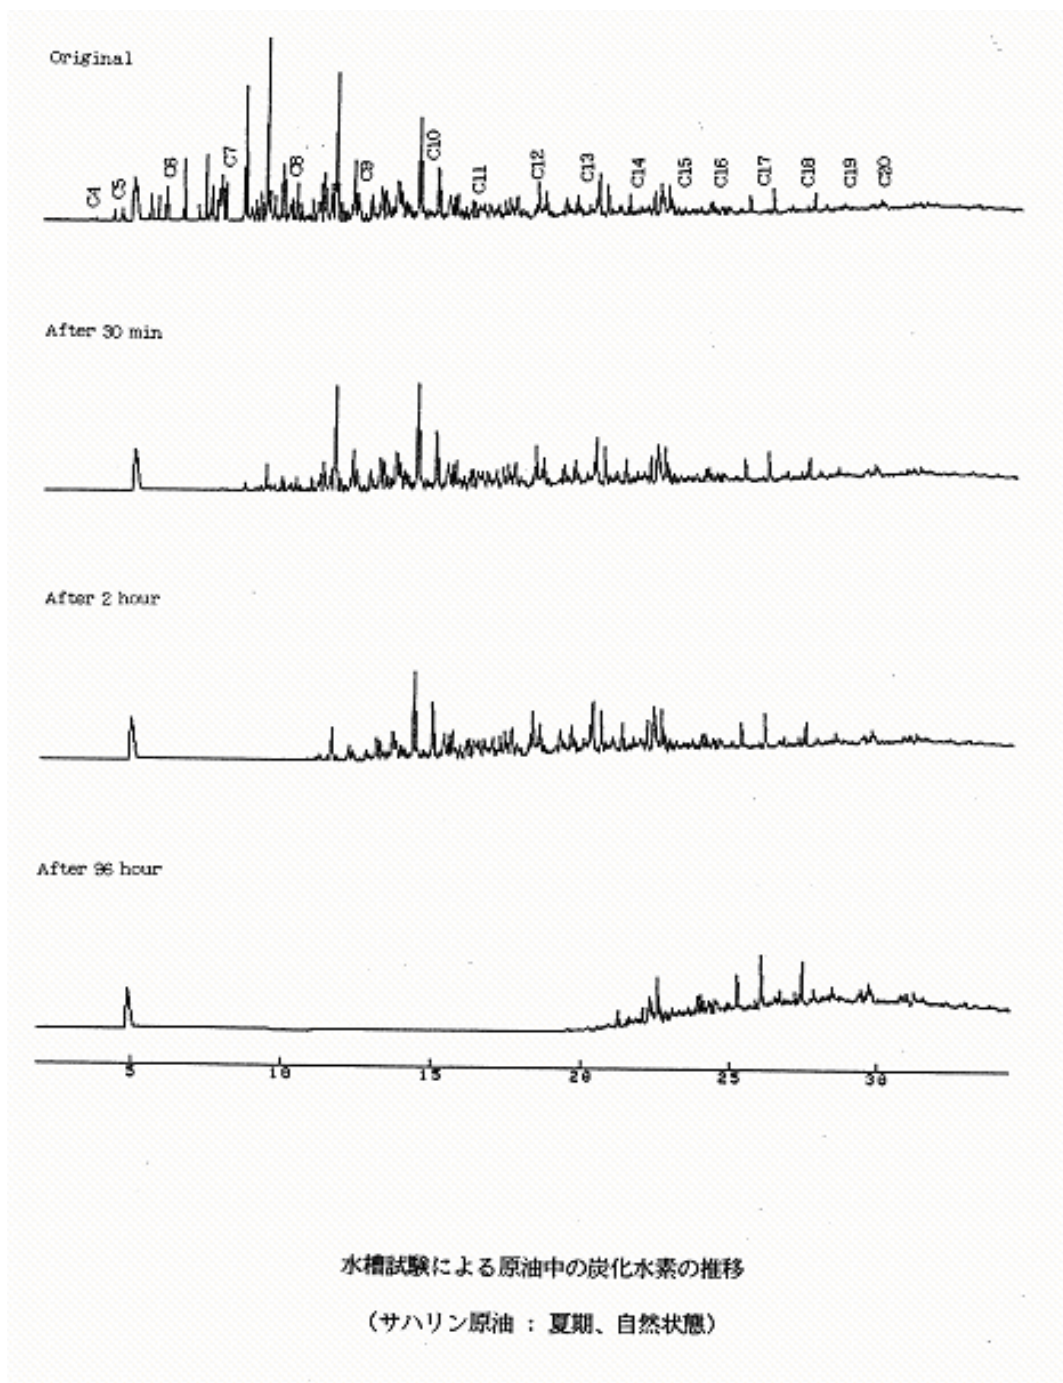 Original
C4 C5 C6 C7 C8 C9 C10 C11 C12 C13 C14 C15 C16 C17 C18 C19 C20
After 30 min
After 2 hour
After 96 hour
5 10 15 20 25 30
水槽試験による原油中の炭化水素の推移
（サハリン原油 : 夏期、自然状態）